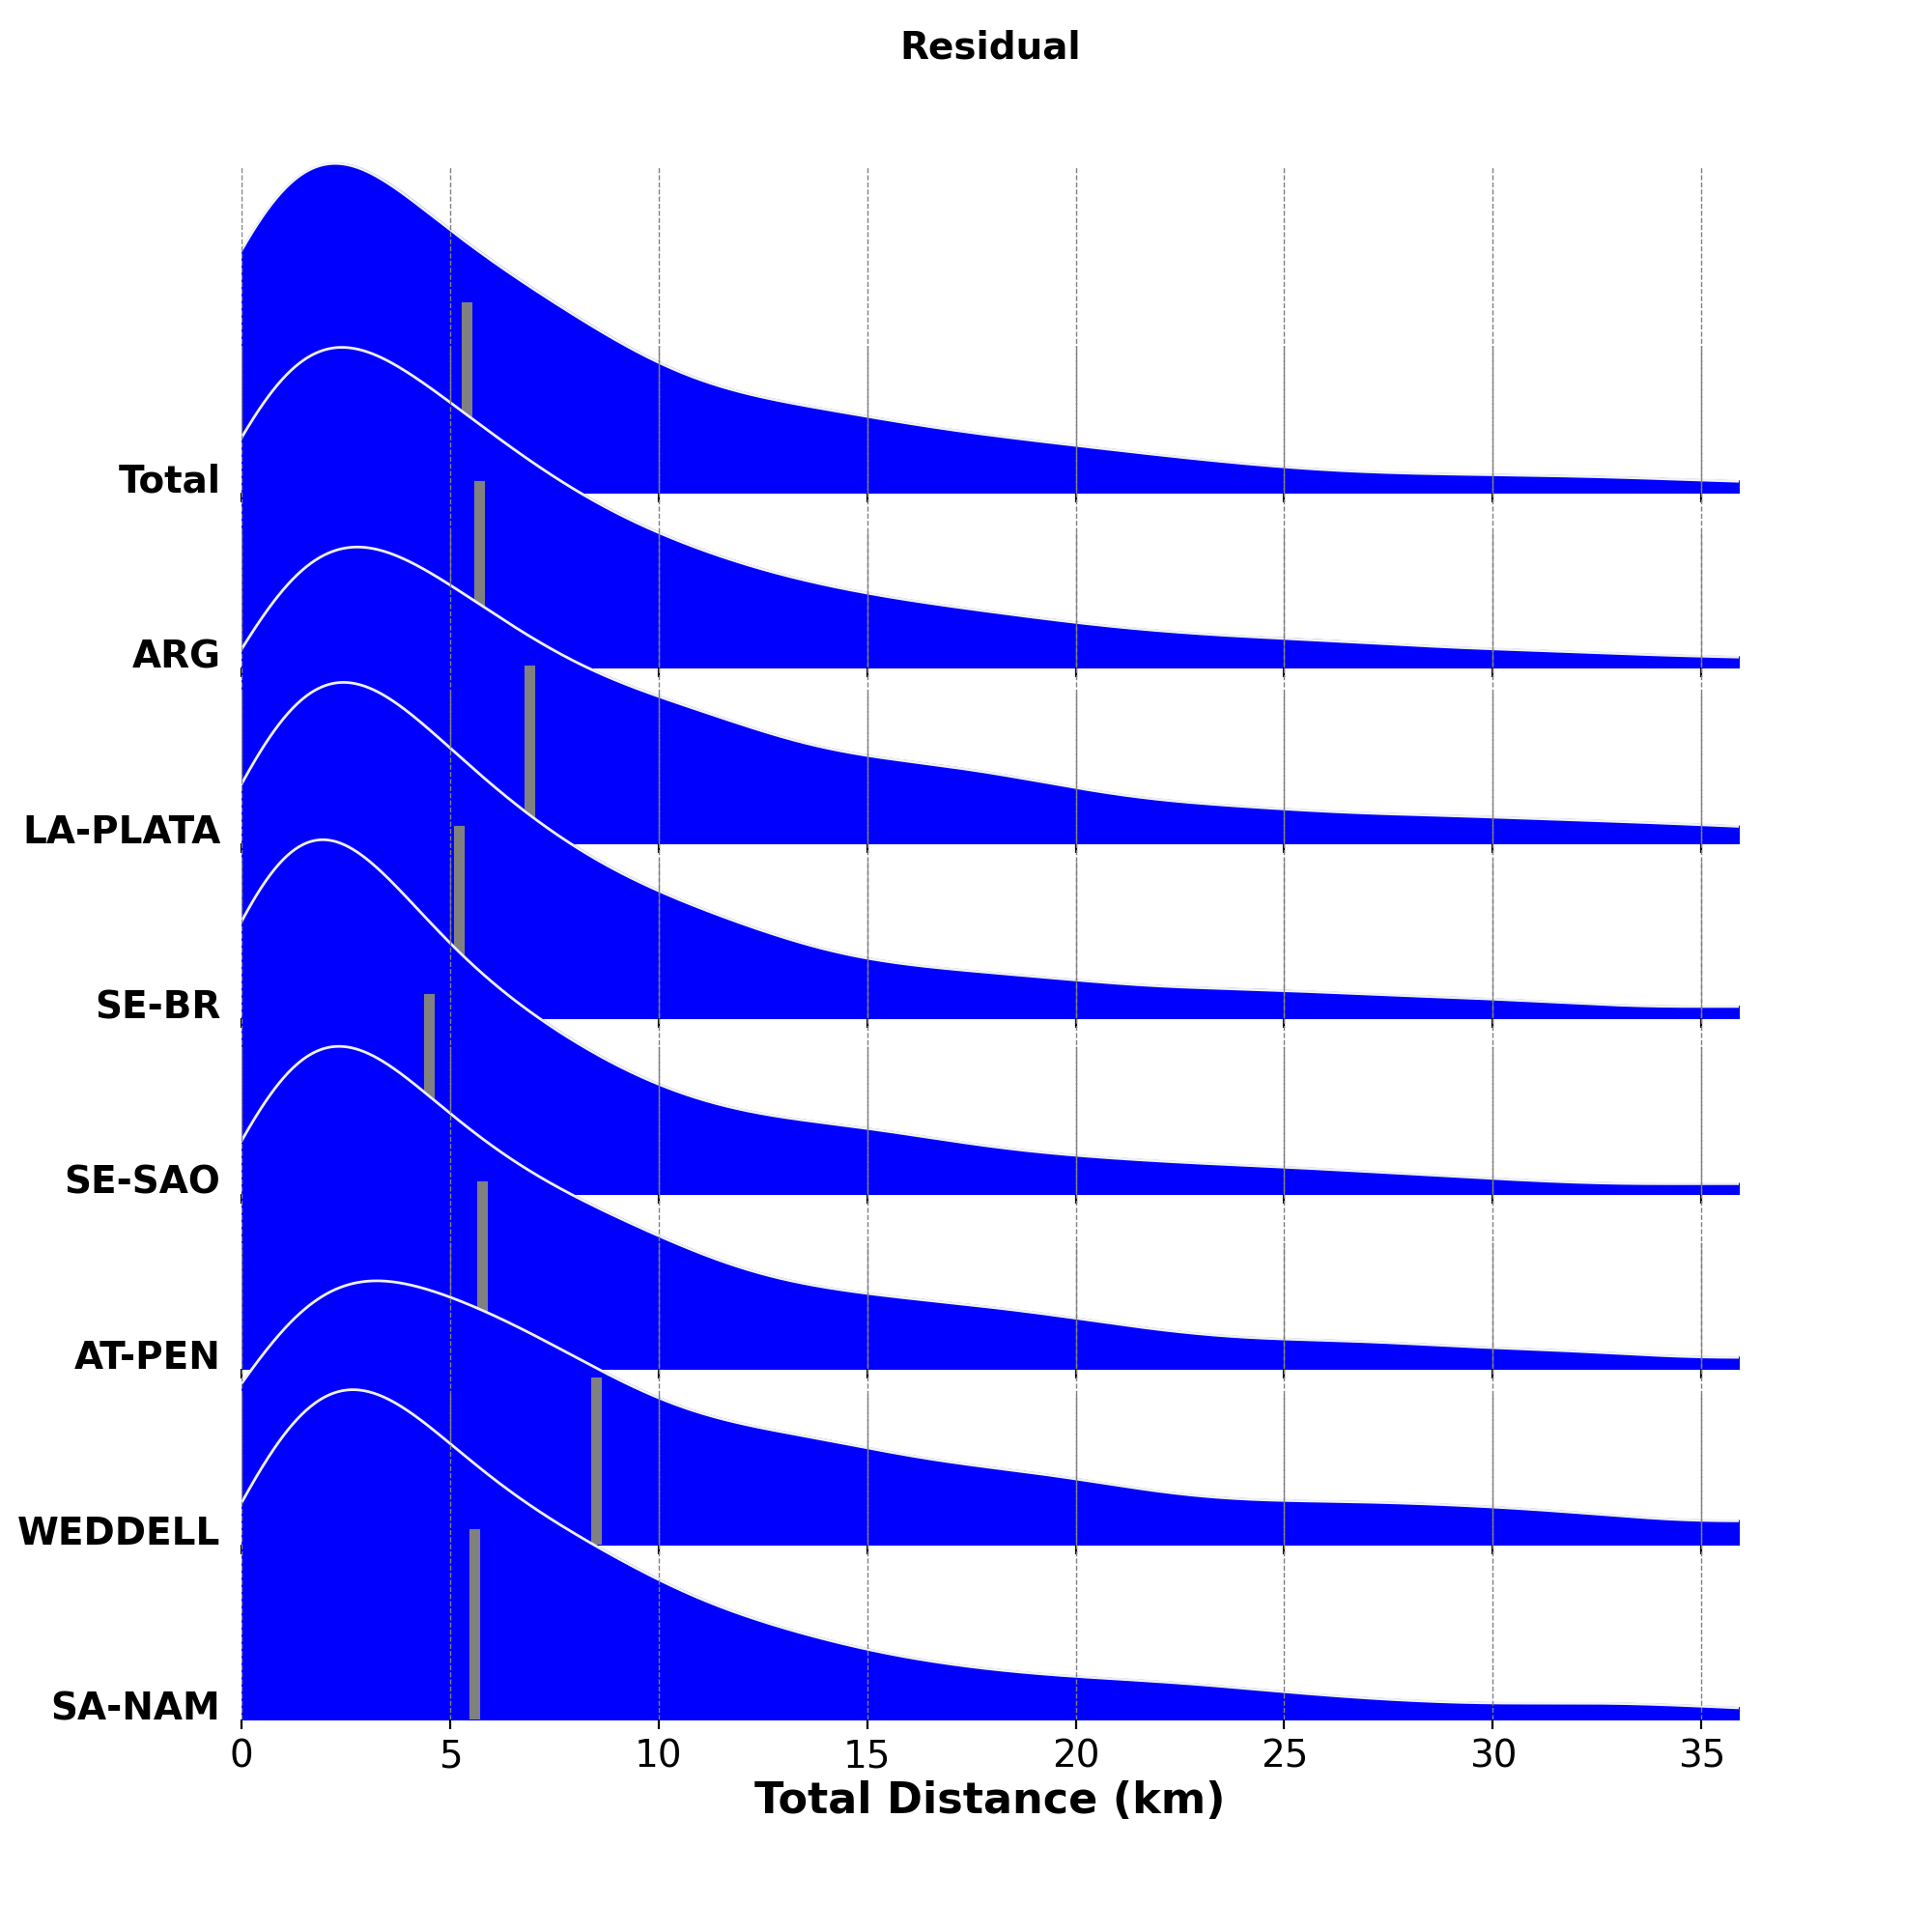 Residual
Total
ARG
LA-PLATA
SE-BR
SE-SAO
AT-PEN
WEDDELL
SA-NAM
0 5 10 15 20 25 30 35
Total Distance (km)